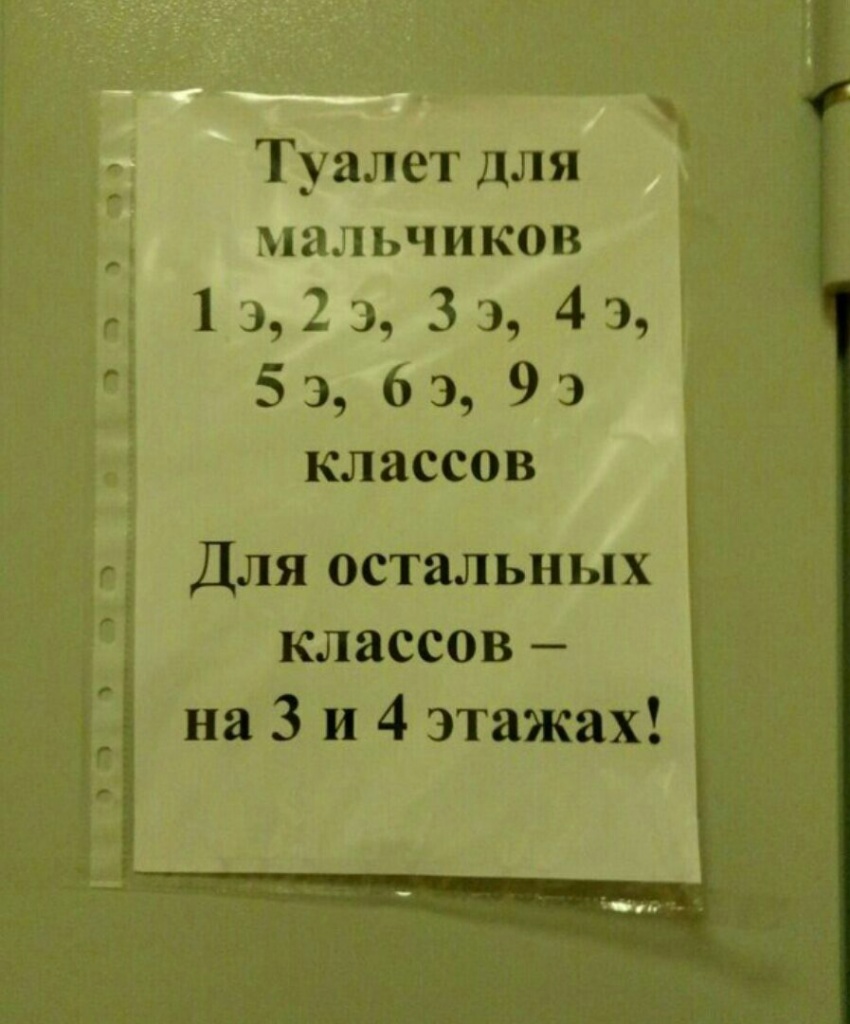 Туалет для
мальчиков
1 э, 2 э, 3 э, 4 э,
5 э, 6 э, 9 э
классов
Для остальных
классов –
на 3 и 4 этажах!